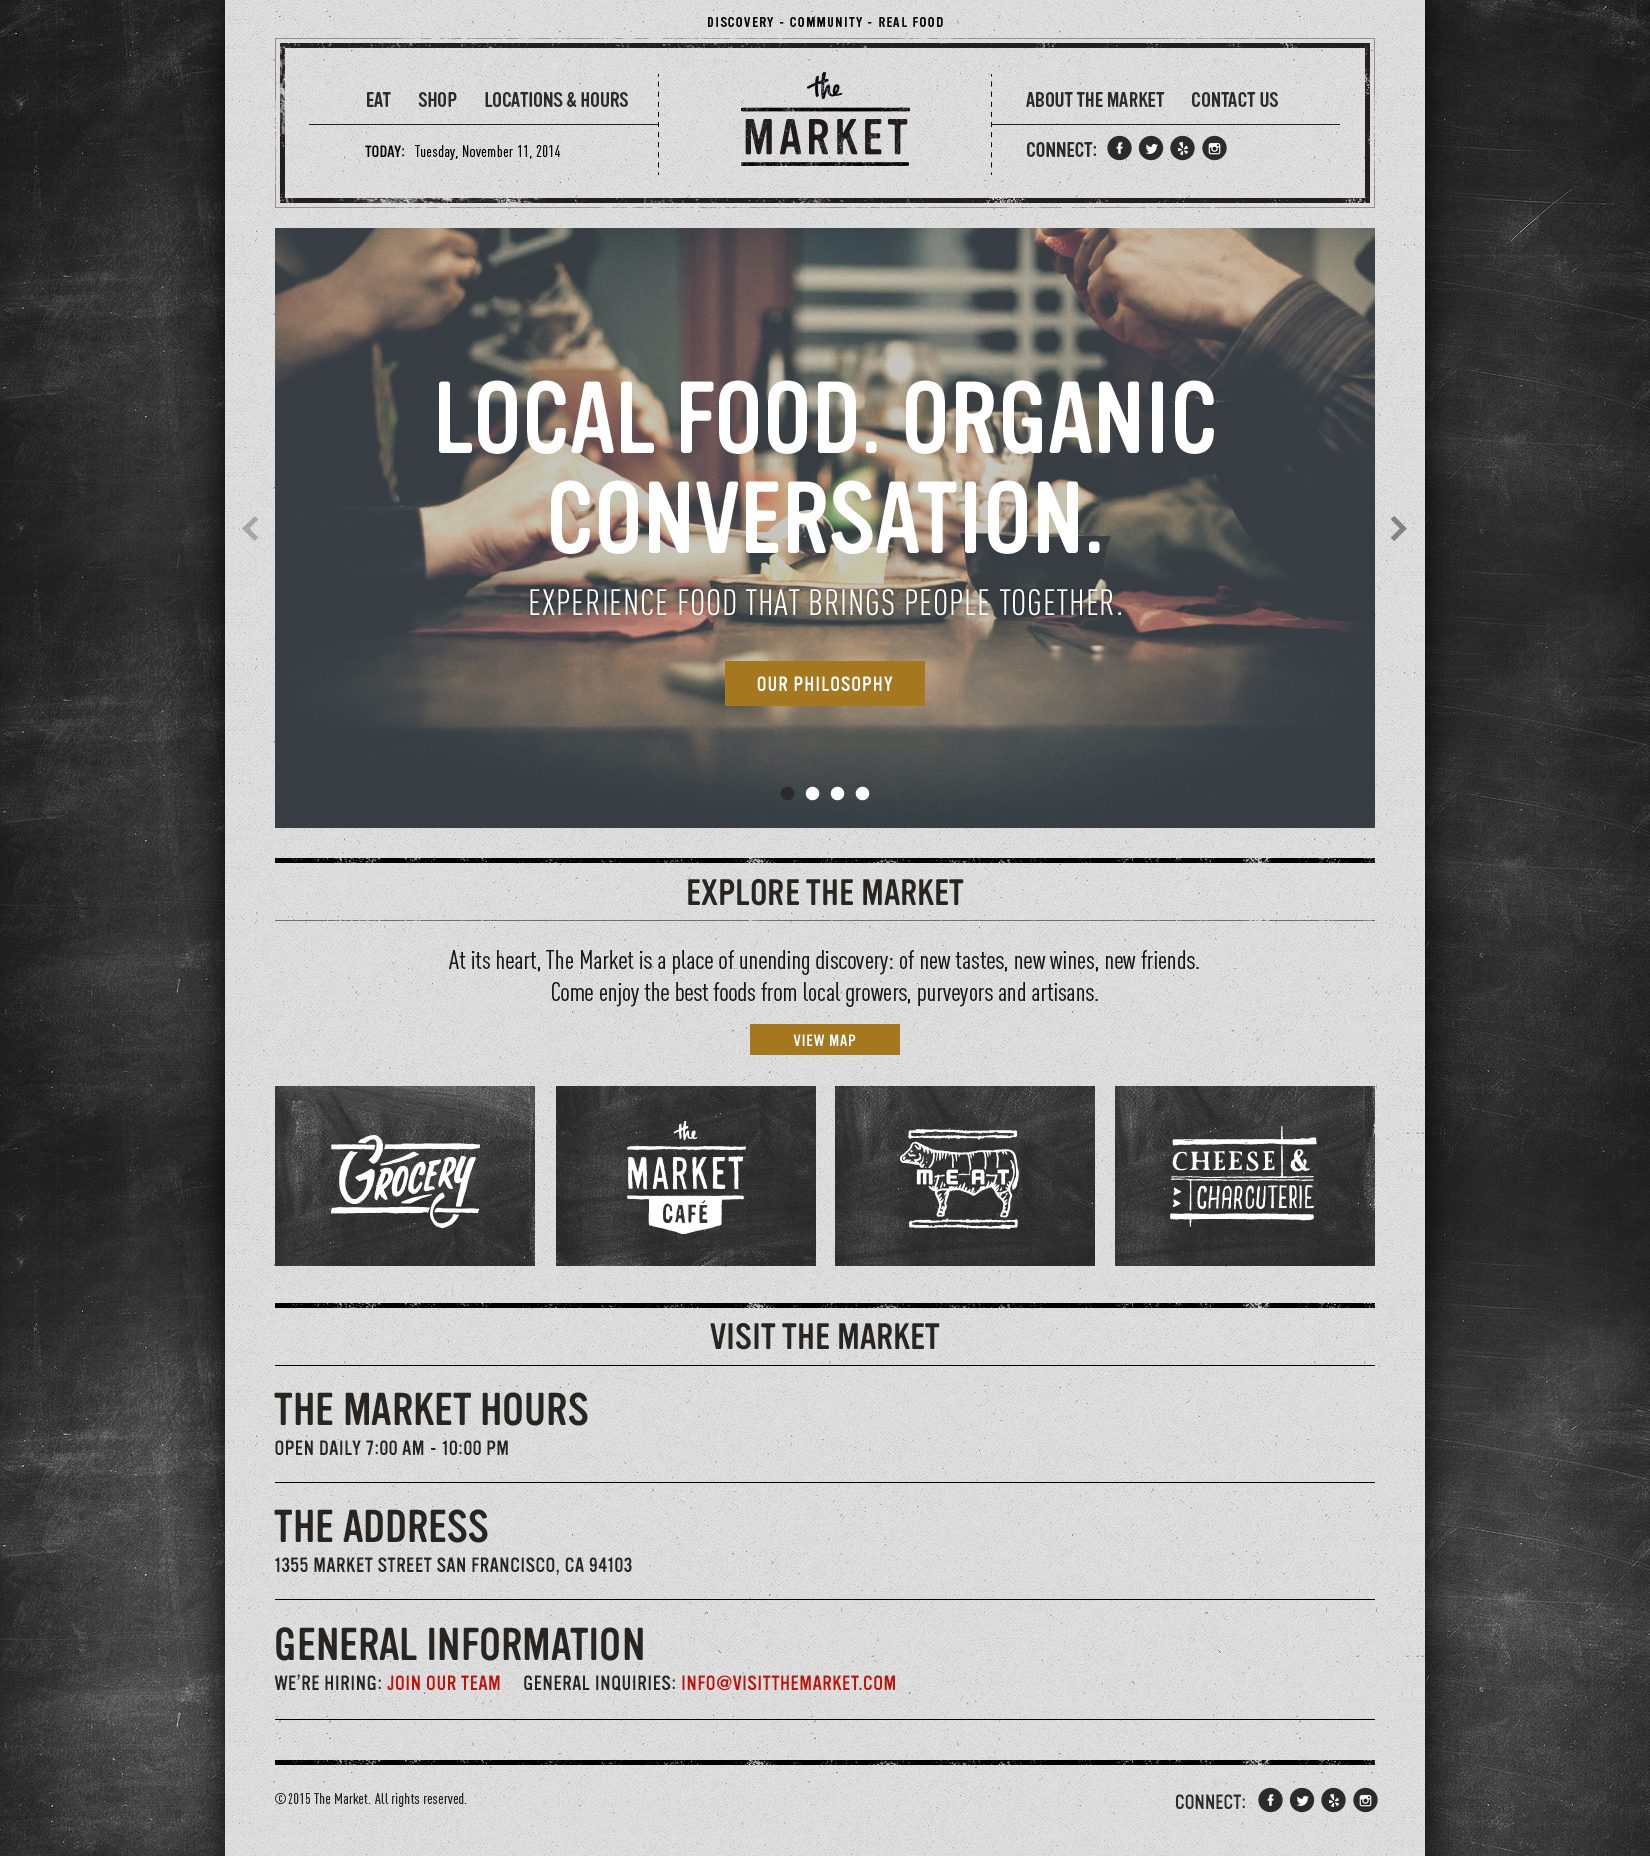 DISCOVERY - COMMUNITY - REAL FOOD
EAT SHOP LOCATIONS & HOURS
TODAY: Tuesday, November 11, 2014
the
MARKET
ABOUT THE MARKET CONTACT US
CONNECT:
LOCAL FOOD. ORGANIC
CONVERSATION.
EXPERIENCE FOOD THAT BRINGS PEOPLE TOGETHER.
OUR PHILOSOPHY
EXPLORE THE MARKET
At its heart, The Market is a place of unending discovery: of new tastes, new wines, new friends.
Come enjoy the best foods from local growers, purveyors and artisans.
VIEW MAP
GROCERY
the
MARKET
CAFÉ
MEAT
CHEESE &
CHARCUTERIE
VISIT THE MARKET
THE MARKET HOURS
OPEN DAILY 7:00 AM - 10:00 PM
THE ADDRESS
1355 MARKET STREET SAN FRANCISCO, CA 94103
GENERAL INFORMATION
WE'RE HIRING: JOIN OUR TEAM GENERAL INQUIRIES: INFO@VISITTHEMARKET.COM
©2015 The Market. All rights reserved.
CONNECT: